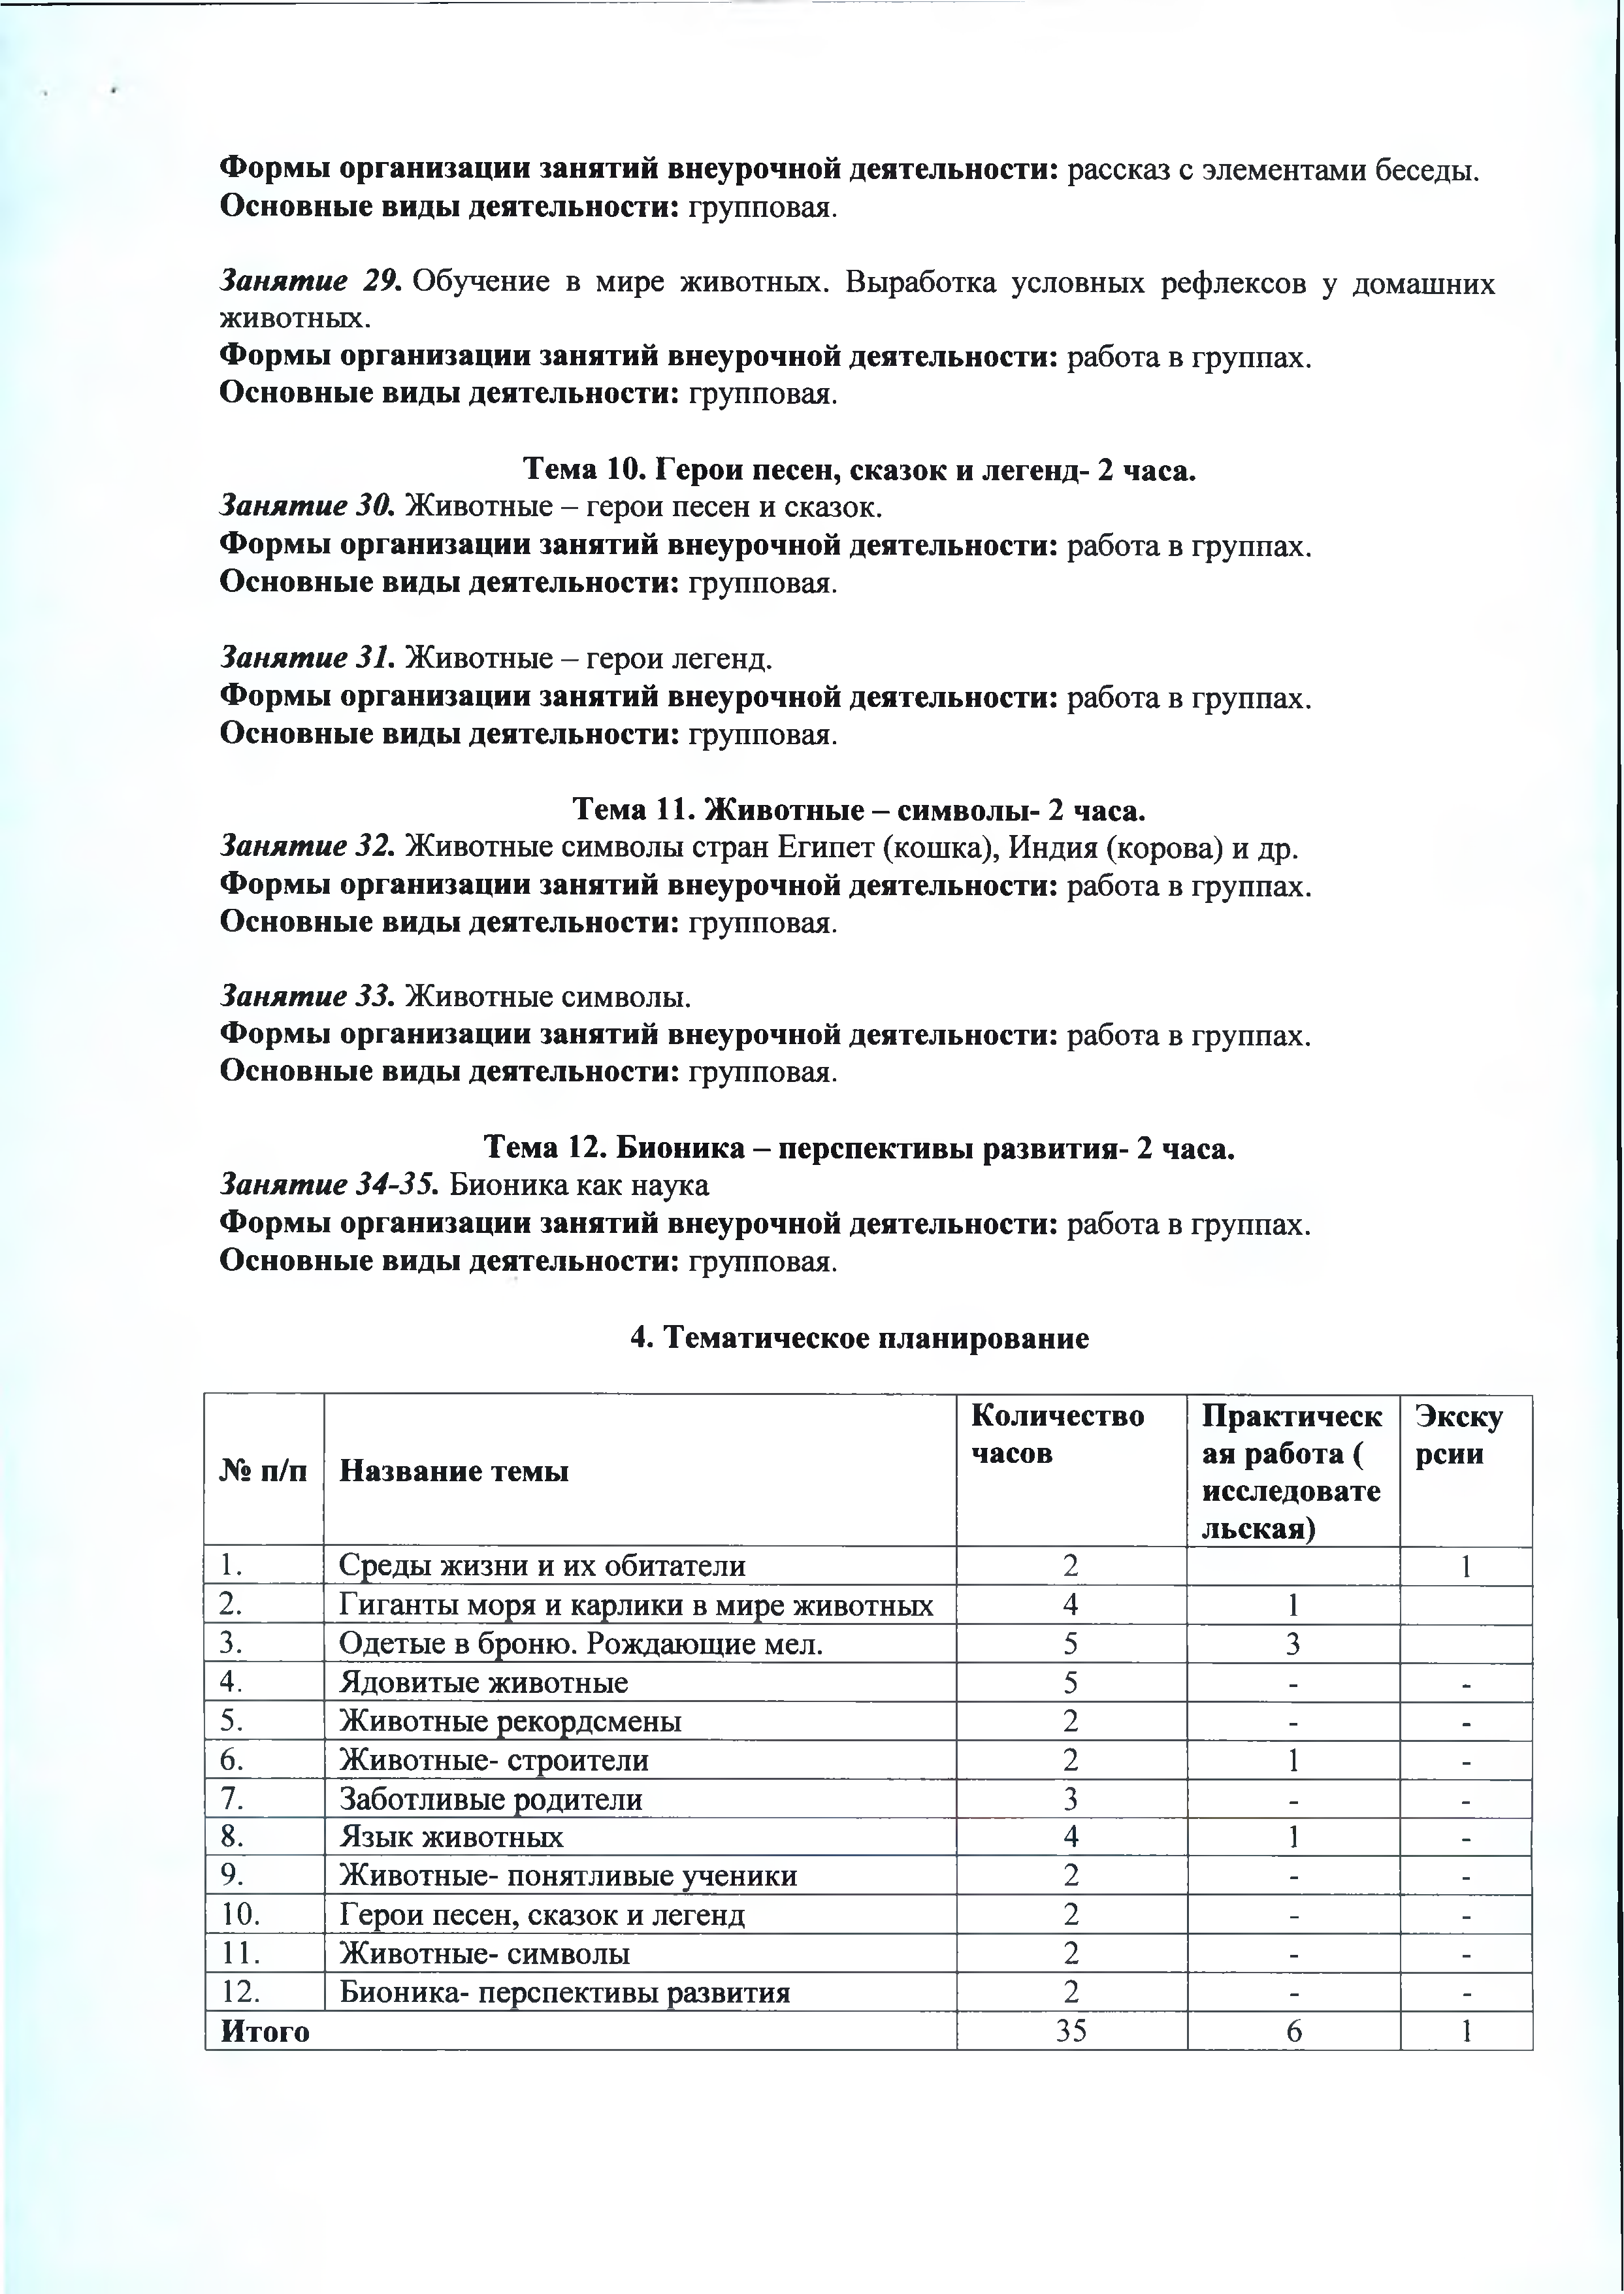 Формы организации занятий внеурочной деятельности: рассказ с элементами беседы.
Основные виды деятельности: групповая.
Занятие 29. Обучение в мире животных. Выработка условных рефлексов у домашних
животных.
Формы организации занятий внеурочной деятельности: работа в группах.
Основные виды деятельности: групповая.
Тема 10. Герои песен, сказок и легенд- 2 часа.
Занятие 30. Животные – герои песен и сказок.
Формы организации занятий внеурочной деятельности: работа в группах.
Основные виды деятельности: групповая.
Занятие 31. Животные – герои легенд.
Формы организации занятий внеурочной деятельности: работа в группах.
Основные виды деятельности: групповая.
Тема 11. Животные – символы- 2 часа.
Занятие 32. Животные символы стран Египет (кошка), Индия (корова) и др.
Формы организации занятий внеурочной деятельности: работа в группах.
Основные виды деятельности: групповая.
Занятие 33. Животные символы.
Формы организации занятий внеурочной деятельности: работа в группах.
Основные виды деятельности: групповая.
Тема 12. Бионика – перспективы развития- 2 часа.
Занятие 34-35. Бионика как наука
Формы организации занятий внеурочной деятельности: работа в группах.
Основные виды деятельности: групповая.
4. Тематическое планирование
№ п/п
Название темы
Количество
часов
Практическ
ая работа (
исследовате
льская)
Экску
рсии
1. Среды жизни и их обитатели 2 1
2. Гиганты моря и карлики в мире животных 4 1
3. Одетые в броню. Рождающие мел. 5 3
4. Ядовитые животные 5 - -
5. Животные рекордсмены 2 - -
6. Животные- строители 2 1 -
7. Заботливые родители 3 - -
8. Язык животных 4 1 -
9. Животные- понятливые ученики 2 - -
10. Герои песен, сказок и легенд 2 - -
11. Животные- символы 2 - -
12. Бионика- перспективы развития 2 - -
Итого 35 6 1